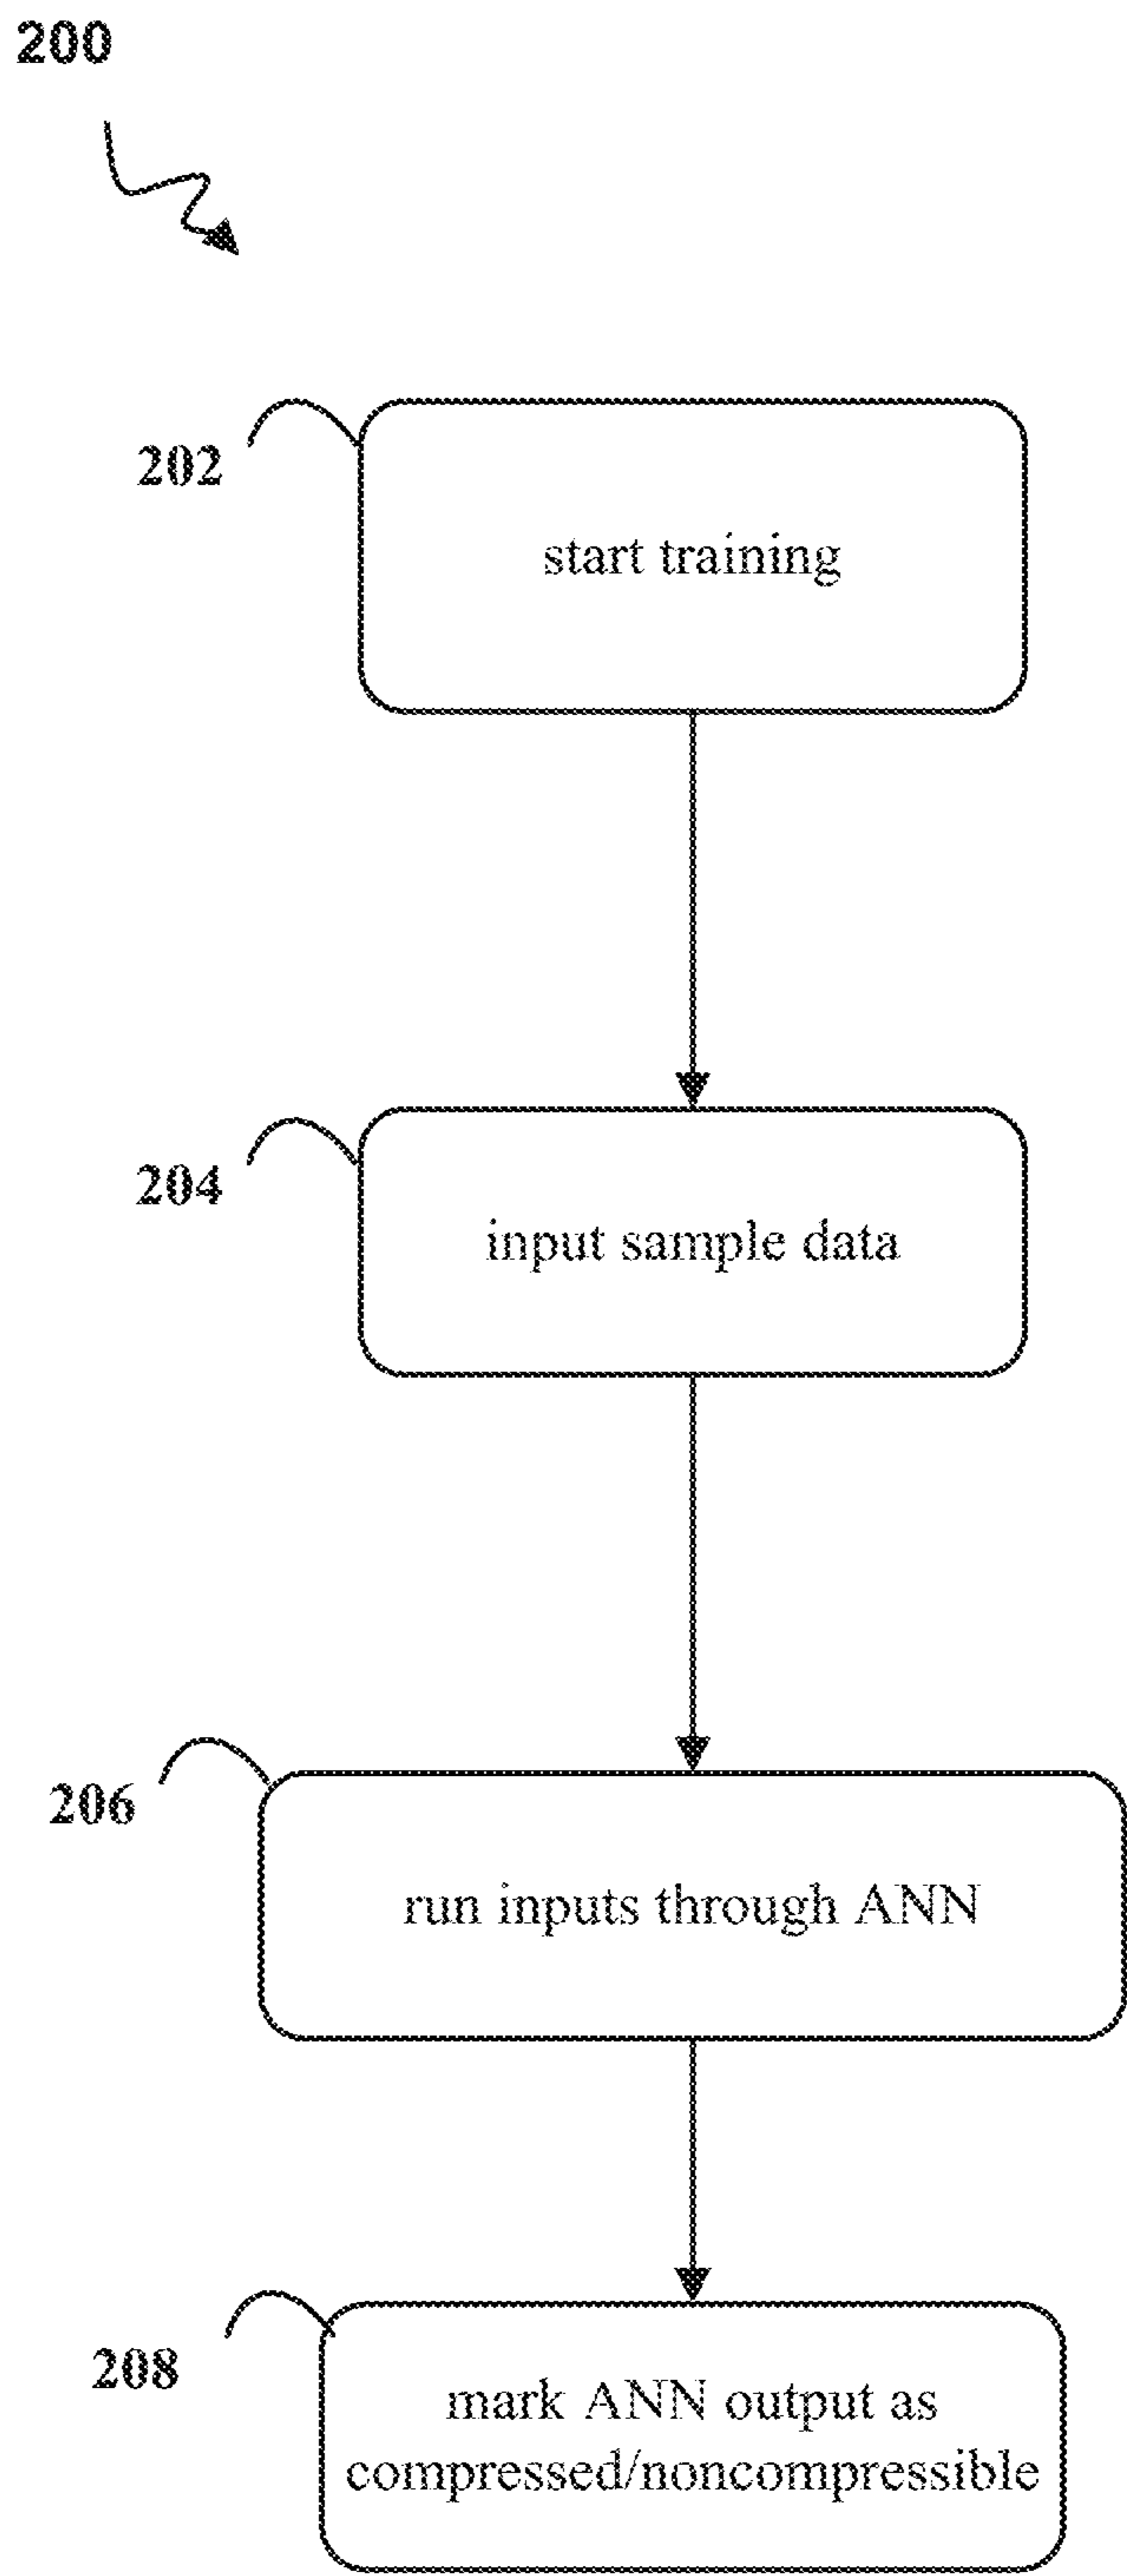 200
202
start training
204
input sample data
206
run inputs through ANN
208
mark ANN output as
compressed/noncompressible